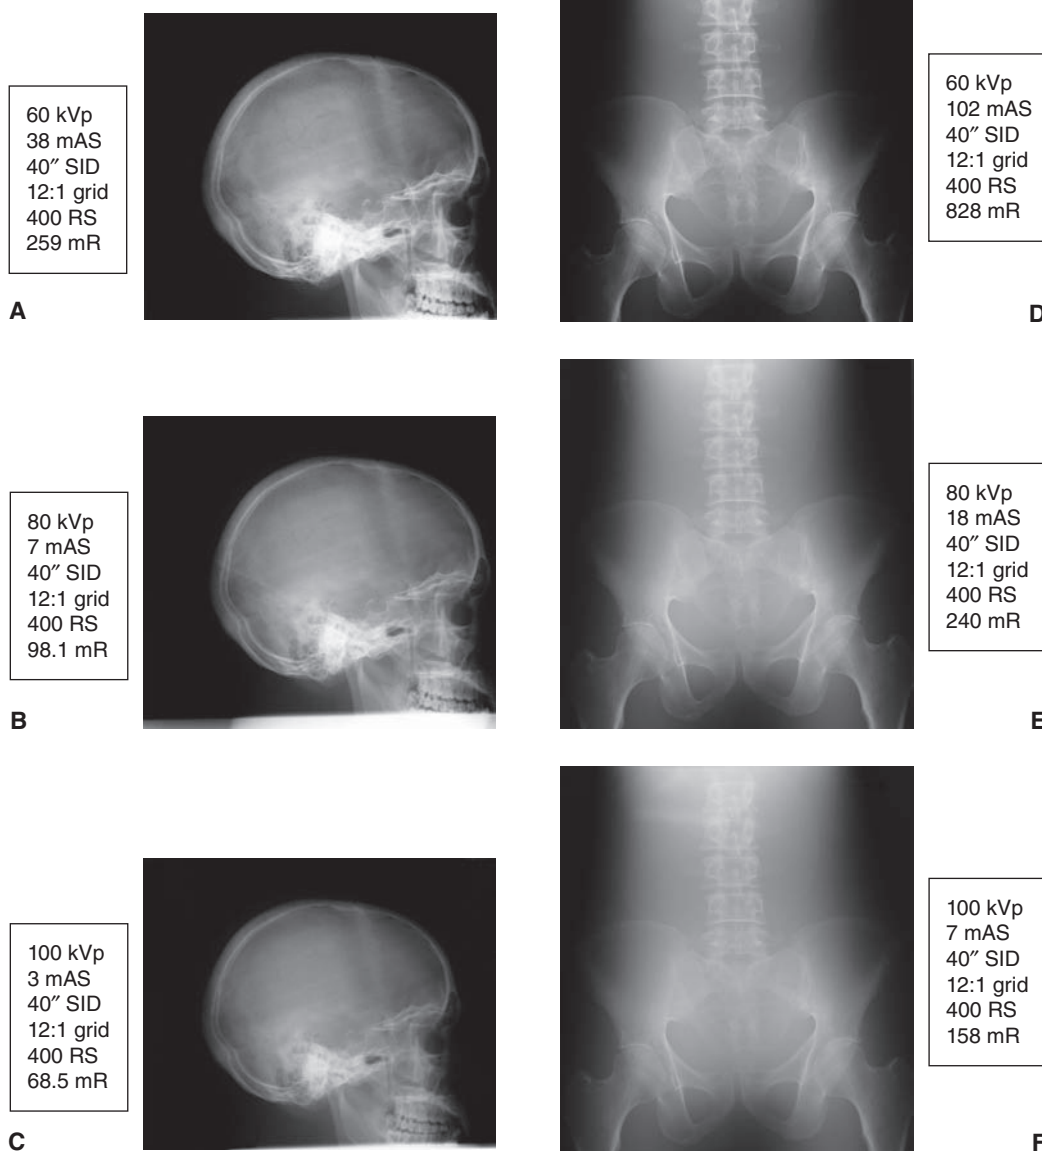 60 kVp
38 mAS
40″ SID
12:1 grid
400 RS
259 mR
A
60 kVp
102 mAS
40″ SID
12:1 grid
400 RS
828 mR
D
80 kVp
7 mAS
40″ SID
12:1 grid
400 RS
98.1 mR
B
80 kVp
18 mAS
40″ SID
12:1 grid
400 RS
240 mR
E
100 kVp
3 mAS
40″ SID
12:1 grid
400 RS
68.5 mR
C
100 kVp
7 mAS
40″ SID
12:1 grid
400 RS
158 mR
F